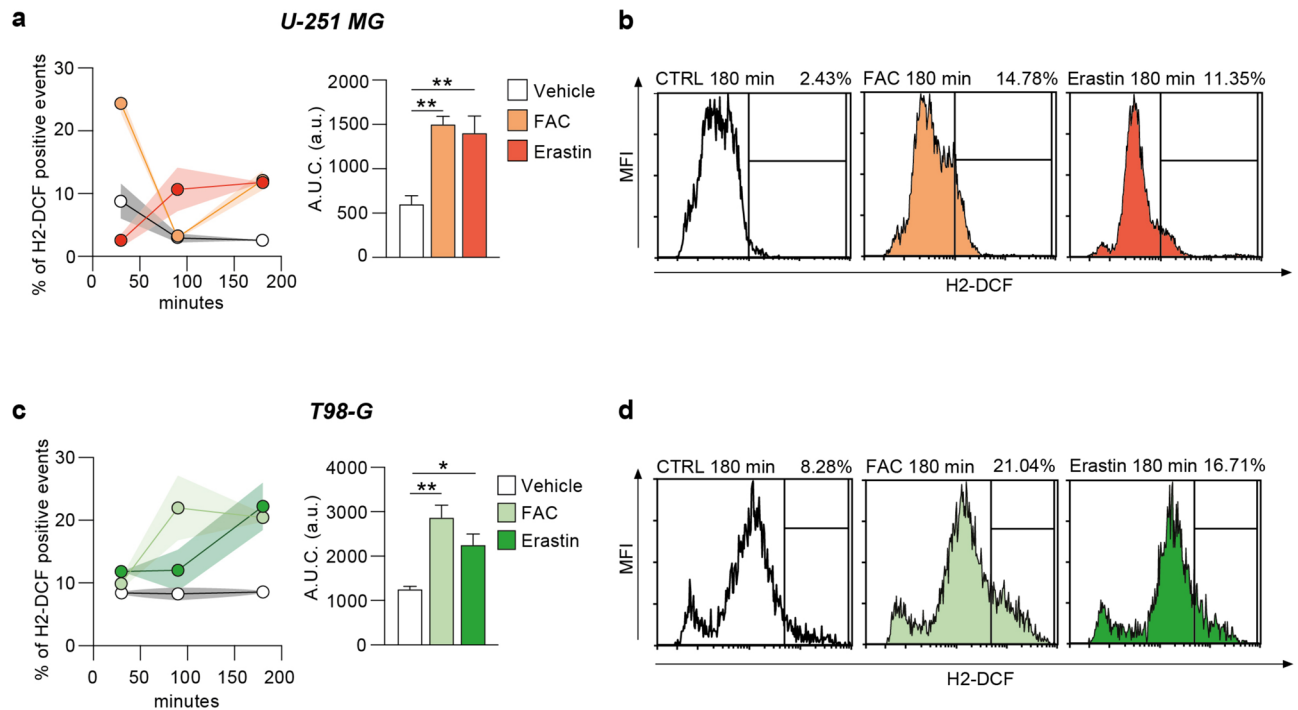 a
U-251 MG
% of H2-DCF positive events
30
20
10
0
0 50 100 150 200
minutes
A.U.C. (a.u.)
2000
1500
1000
500
0
**
**
Vehicle
FAC
Erastin
b
CTRL 180 min 2.43%
FAC 180 min 14.78%
Erastin 180 min 11.35%
MFI
H2-DCF
c
T98-G
% of H2-DCF positive events
30
20
10
0
0 50 100 150 200
minutes
A.U.C. (a.u.)
4000
3000
2000
1000
0
*
**
Vehicle
FAC
Erastin
d
CTRL 180 min 8.28%
FAC 180 min 21.04%
Erastin 180 min 16.71%
MFI
H2-DCF